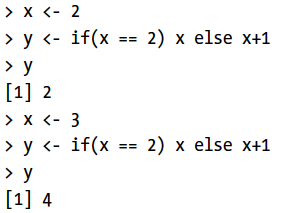 > x <- 2
> y <- if(x == 2) x else x+1
> y
[1] 2
> x <- 3
> y <- if(x == 2) x else x+1
> y
[1] 4